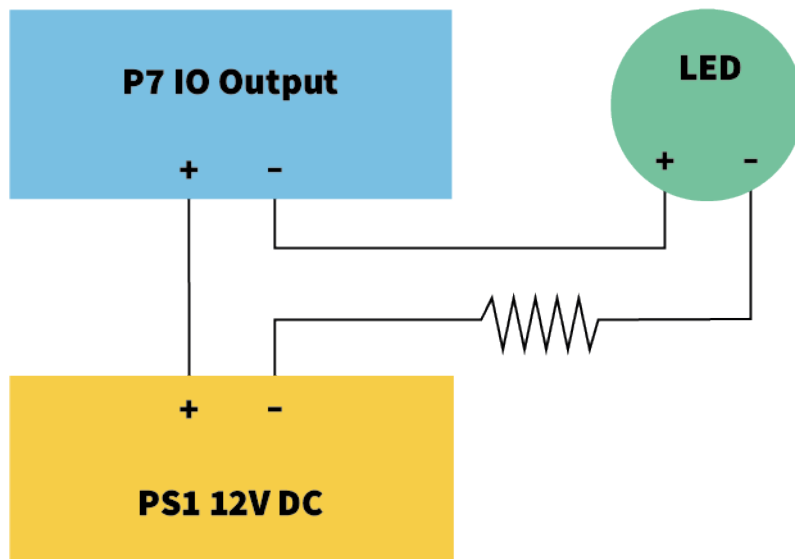 P7 IO Output
LED
+ −
+ −
+ −
PS1 12V DC